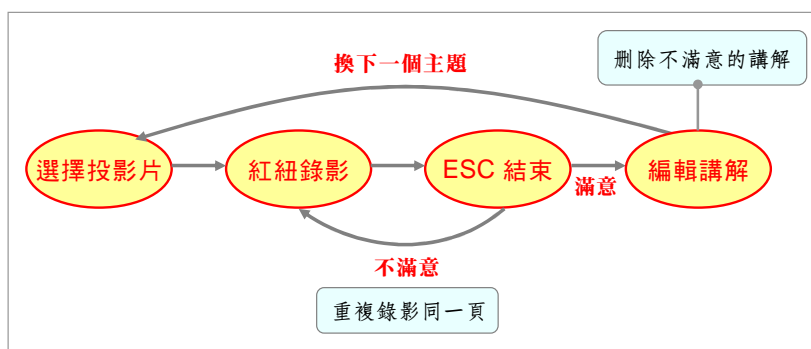 刪除不滿意的講解
換下一個主題
選擇投影片
紅紐錄影
ESC 結束
滿意
編輯講解
不滿意
重複錄影同一頁